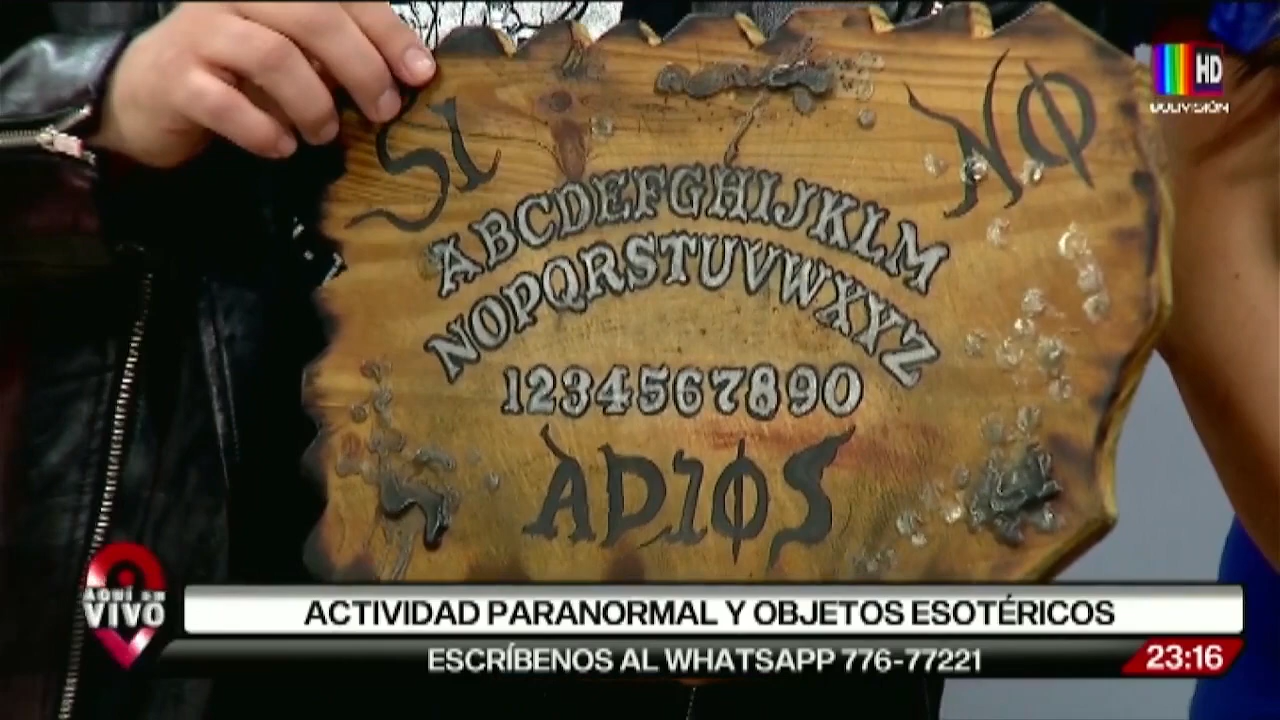 SI
NO
ABCDEFGHIJKLM
NOPQRSTUVWXYZ
1234567890
ADIOS
HD
BOLIVISIÓN
AQUÍ EN
VIVO
ACTIVIDAD PARANORMAL Y OBJETOS ESOTÉRICOS
ESCRÍBENOS AL WHATSAPP 776-77221
23:16